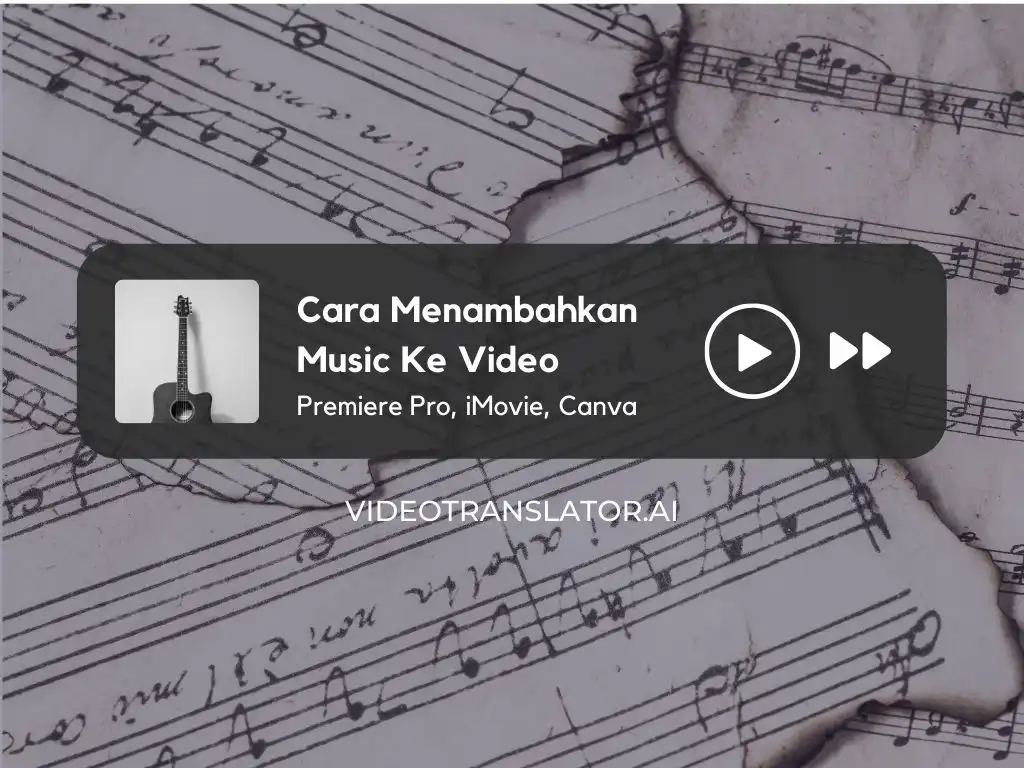 Cara Menambahkan
Music Ke Video
Premiere Pro, iMovie, Canva
VIDEOTRANSLATOR.AI